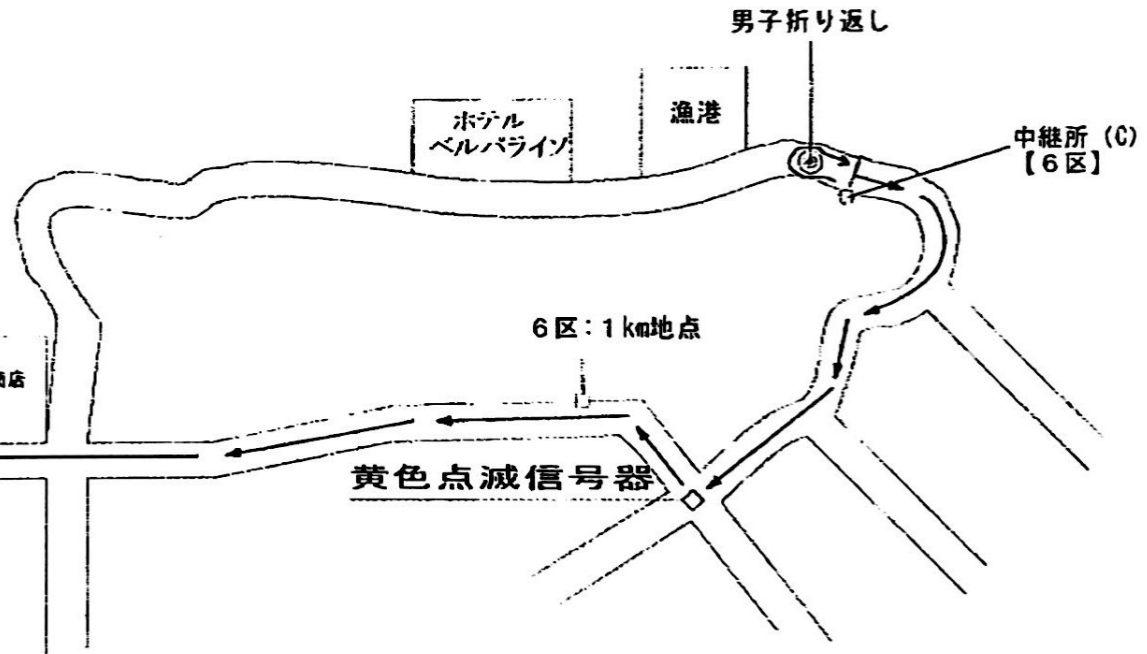 男子折り返し
漁港
ホテル
ベルパライソ
中継所 (C)
【6区】
6区:1km地点
店
黄色点滅信号器